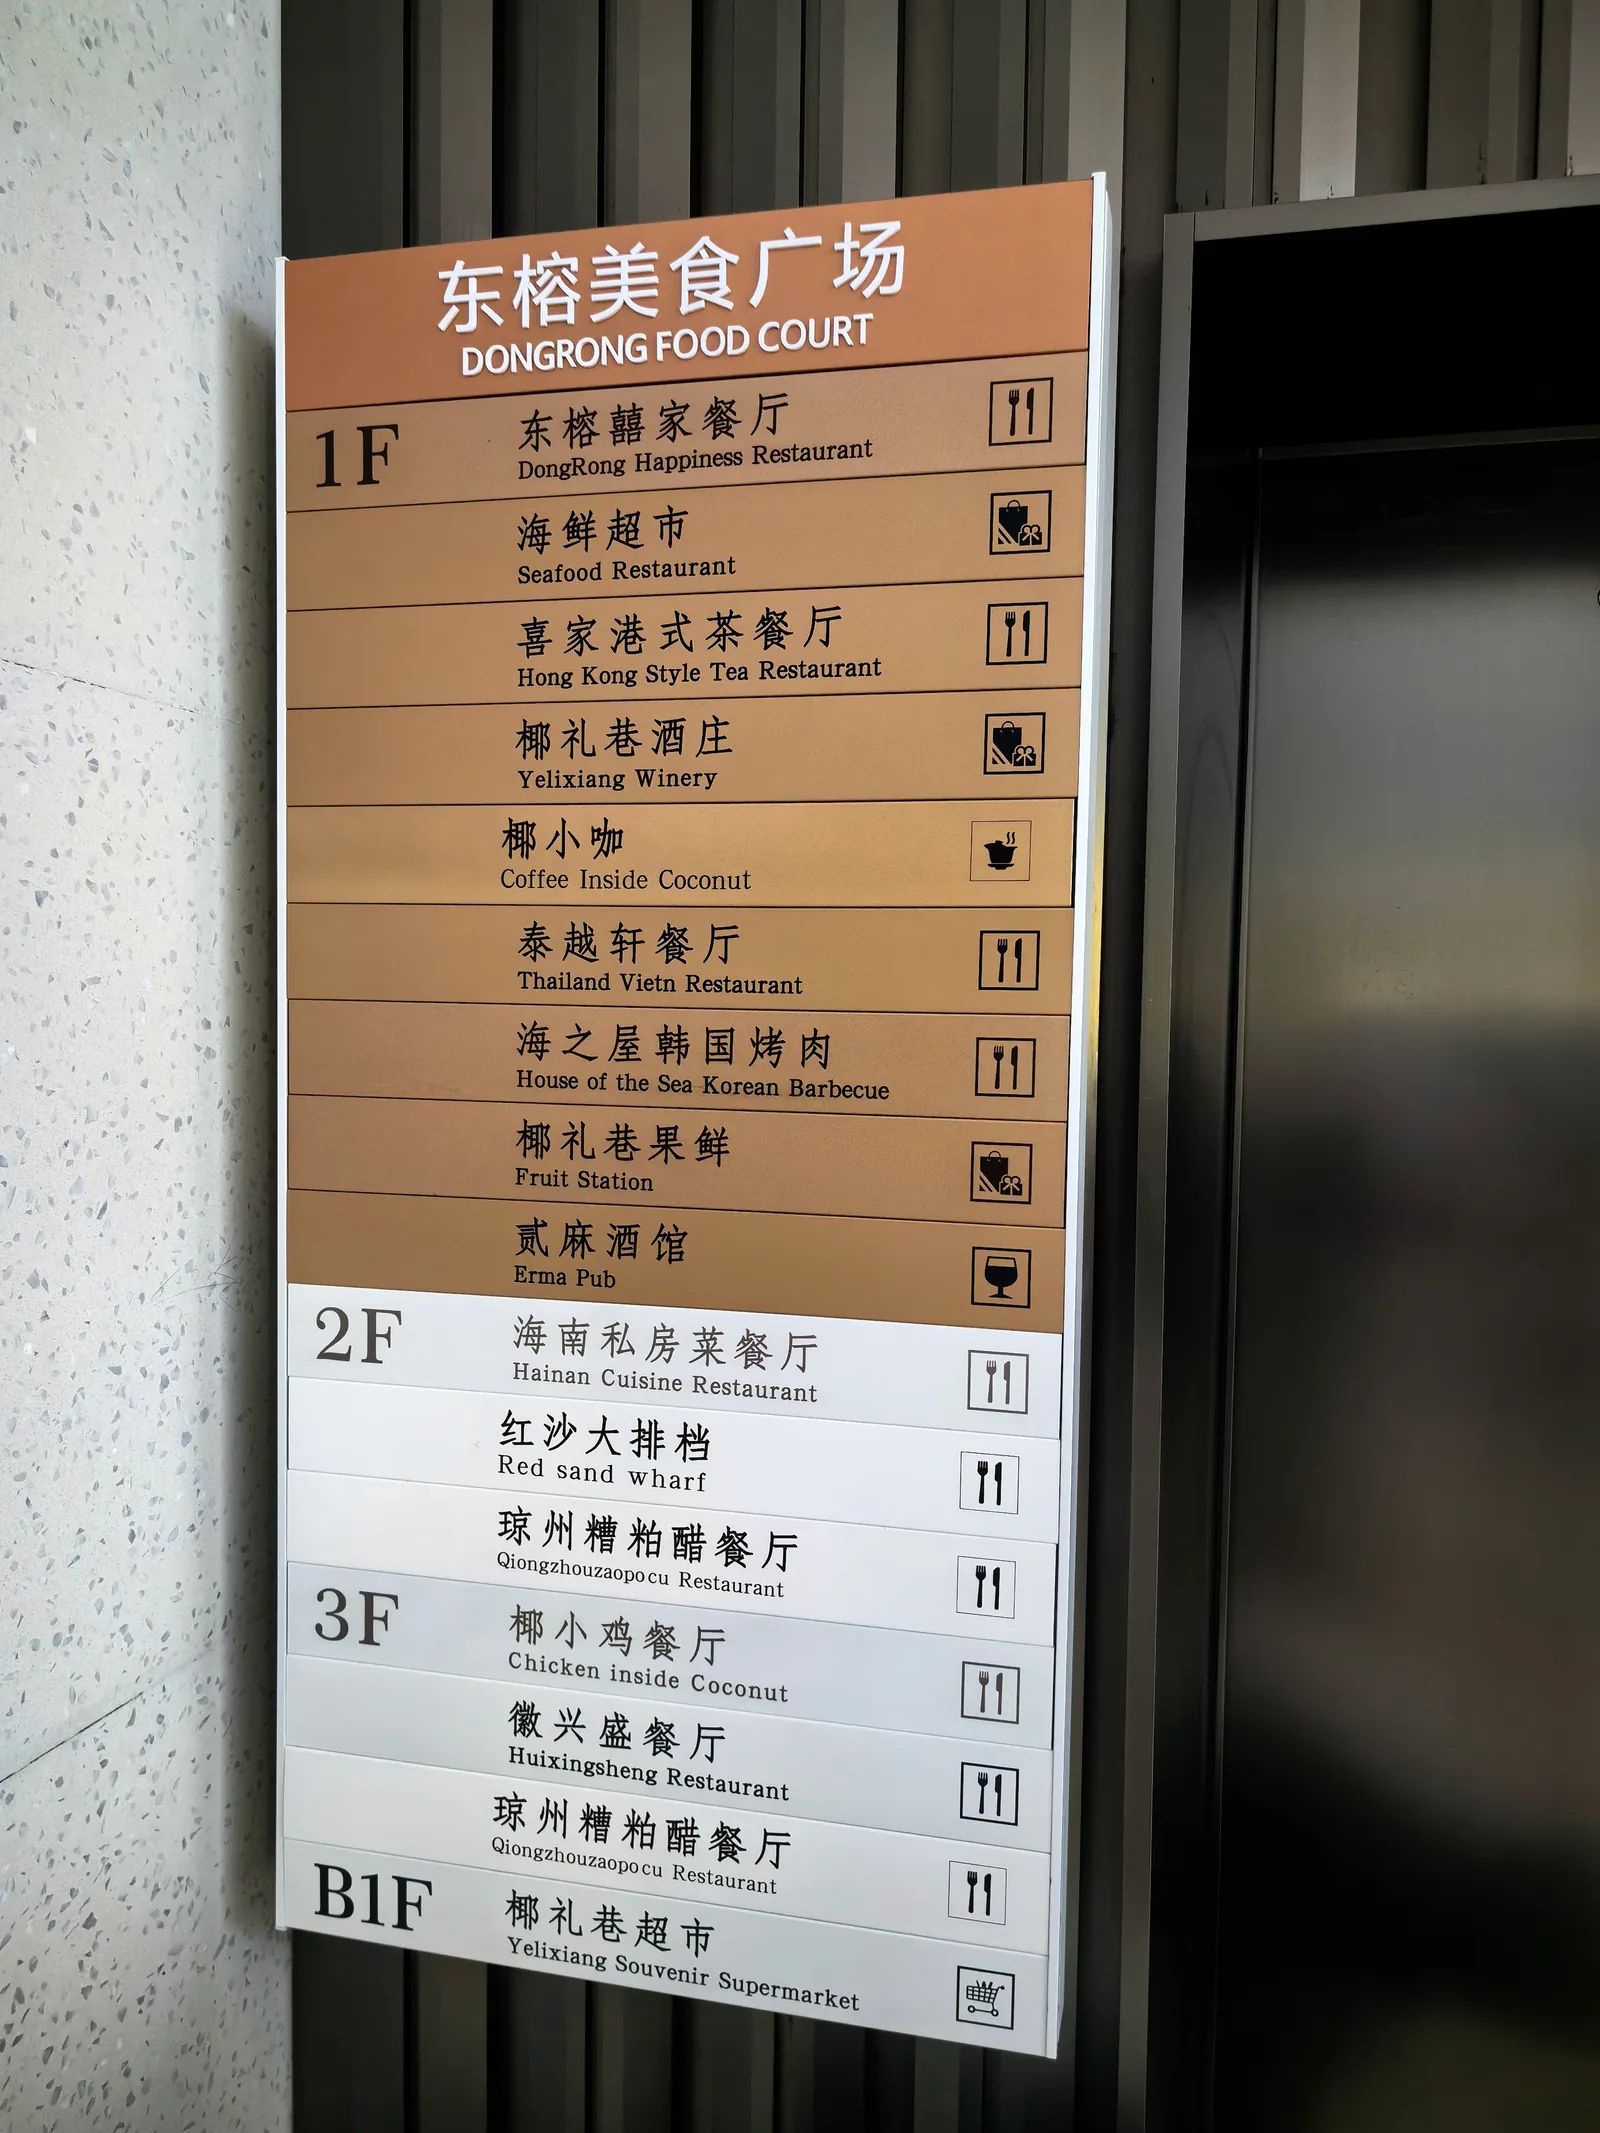 东榕美食广场
DONGRONG FOOD COURT
1F
东榕囍家餐厅
DongRong Happiness Restaurant
海鲜超市
Seafood Restaurant
喜家港式茶餐厅
Hong Kong Style Tea Restaurant
椰礼巷酒庄
Yelixiang Winery
椰小咖
Coffee Inside Coconut
泰越轩餐厅
Thailand Vietn Restaurant
海之屋韩国烤肉
House of the Sea Korean Barbecue
椰礼巷果鲜
Fruit Station
贰麻酒馆
Erma Pub
2F
海南私房菜餐厅
Hainan Cuisine Restaurant
红沙大排档
Red sand wharf
琼州糟粕醋餐厅
Qiongzhouzaopocu Restaurant
3F
椰小鸡餐厅
Chicken inside Coconut
徽兴盛餐厅
Huixingsheng Restaurant
琼州糟粕醋餐厅
Qiongzhouzaopocu Restaurant
B1F
椰礼巷超市
Yelixiang Souvenir Supermarket